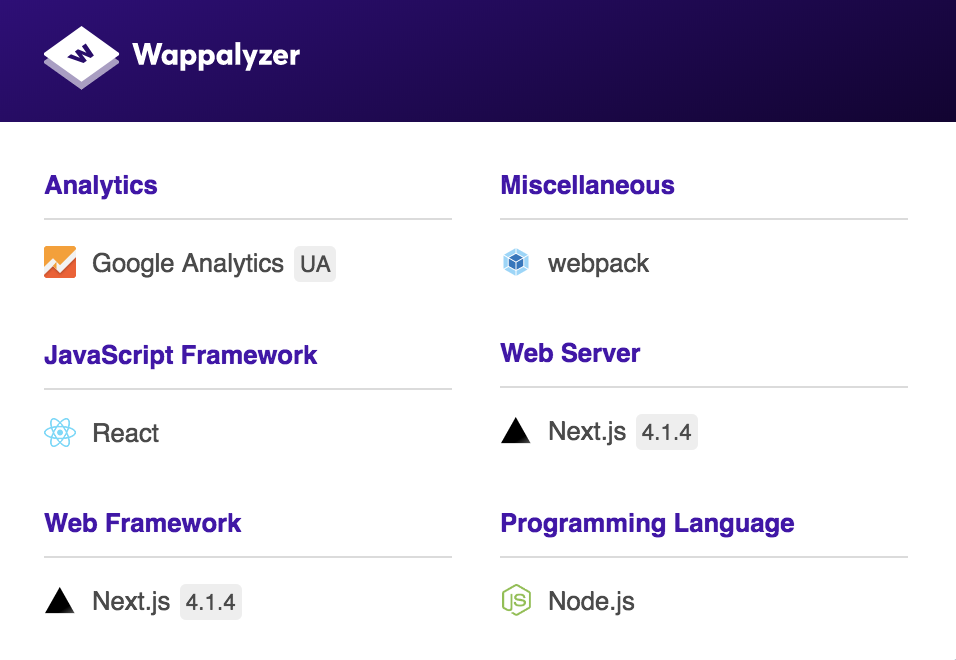 Wappalyzer
Analytics
Google Analytics UA
JavaScript Framework
React
Web Framework
Next.js 4.1.4
Miscellaneous
webpack
Web Server
Next.js 4.1.4
Programming Language
Node.js